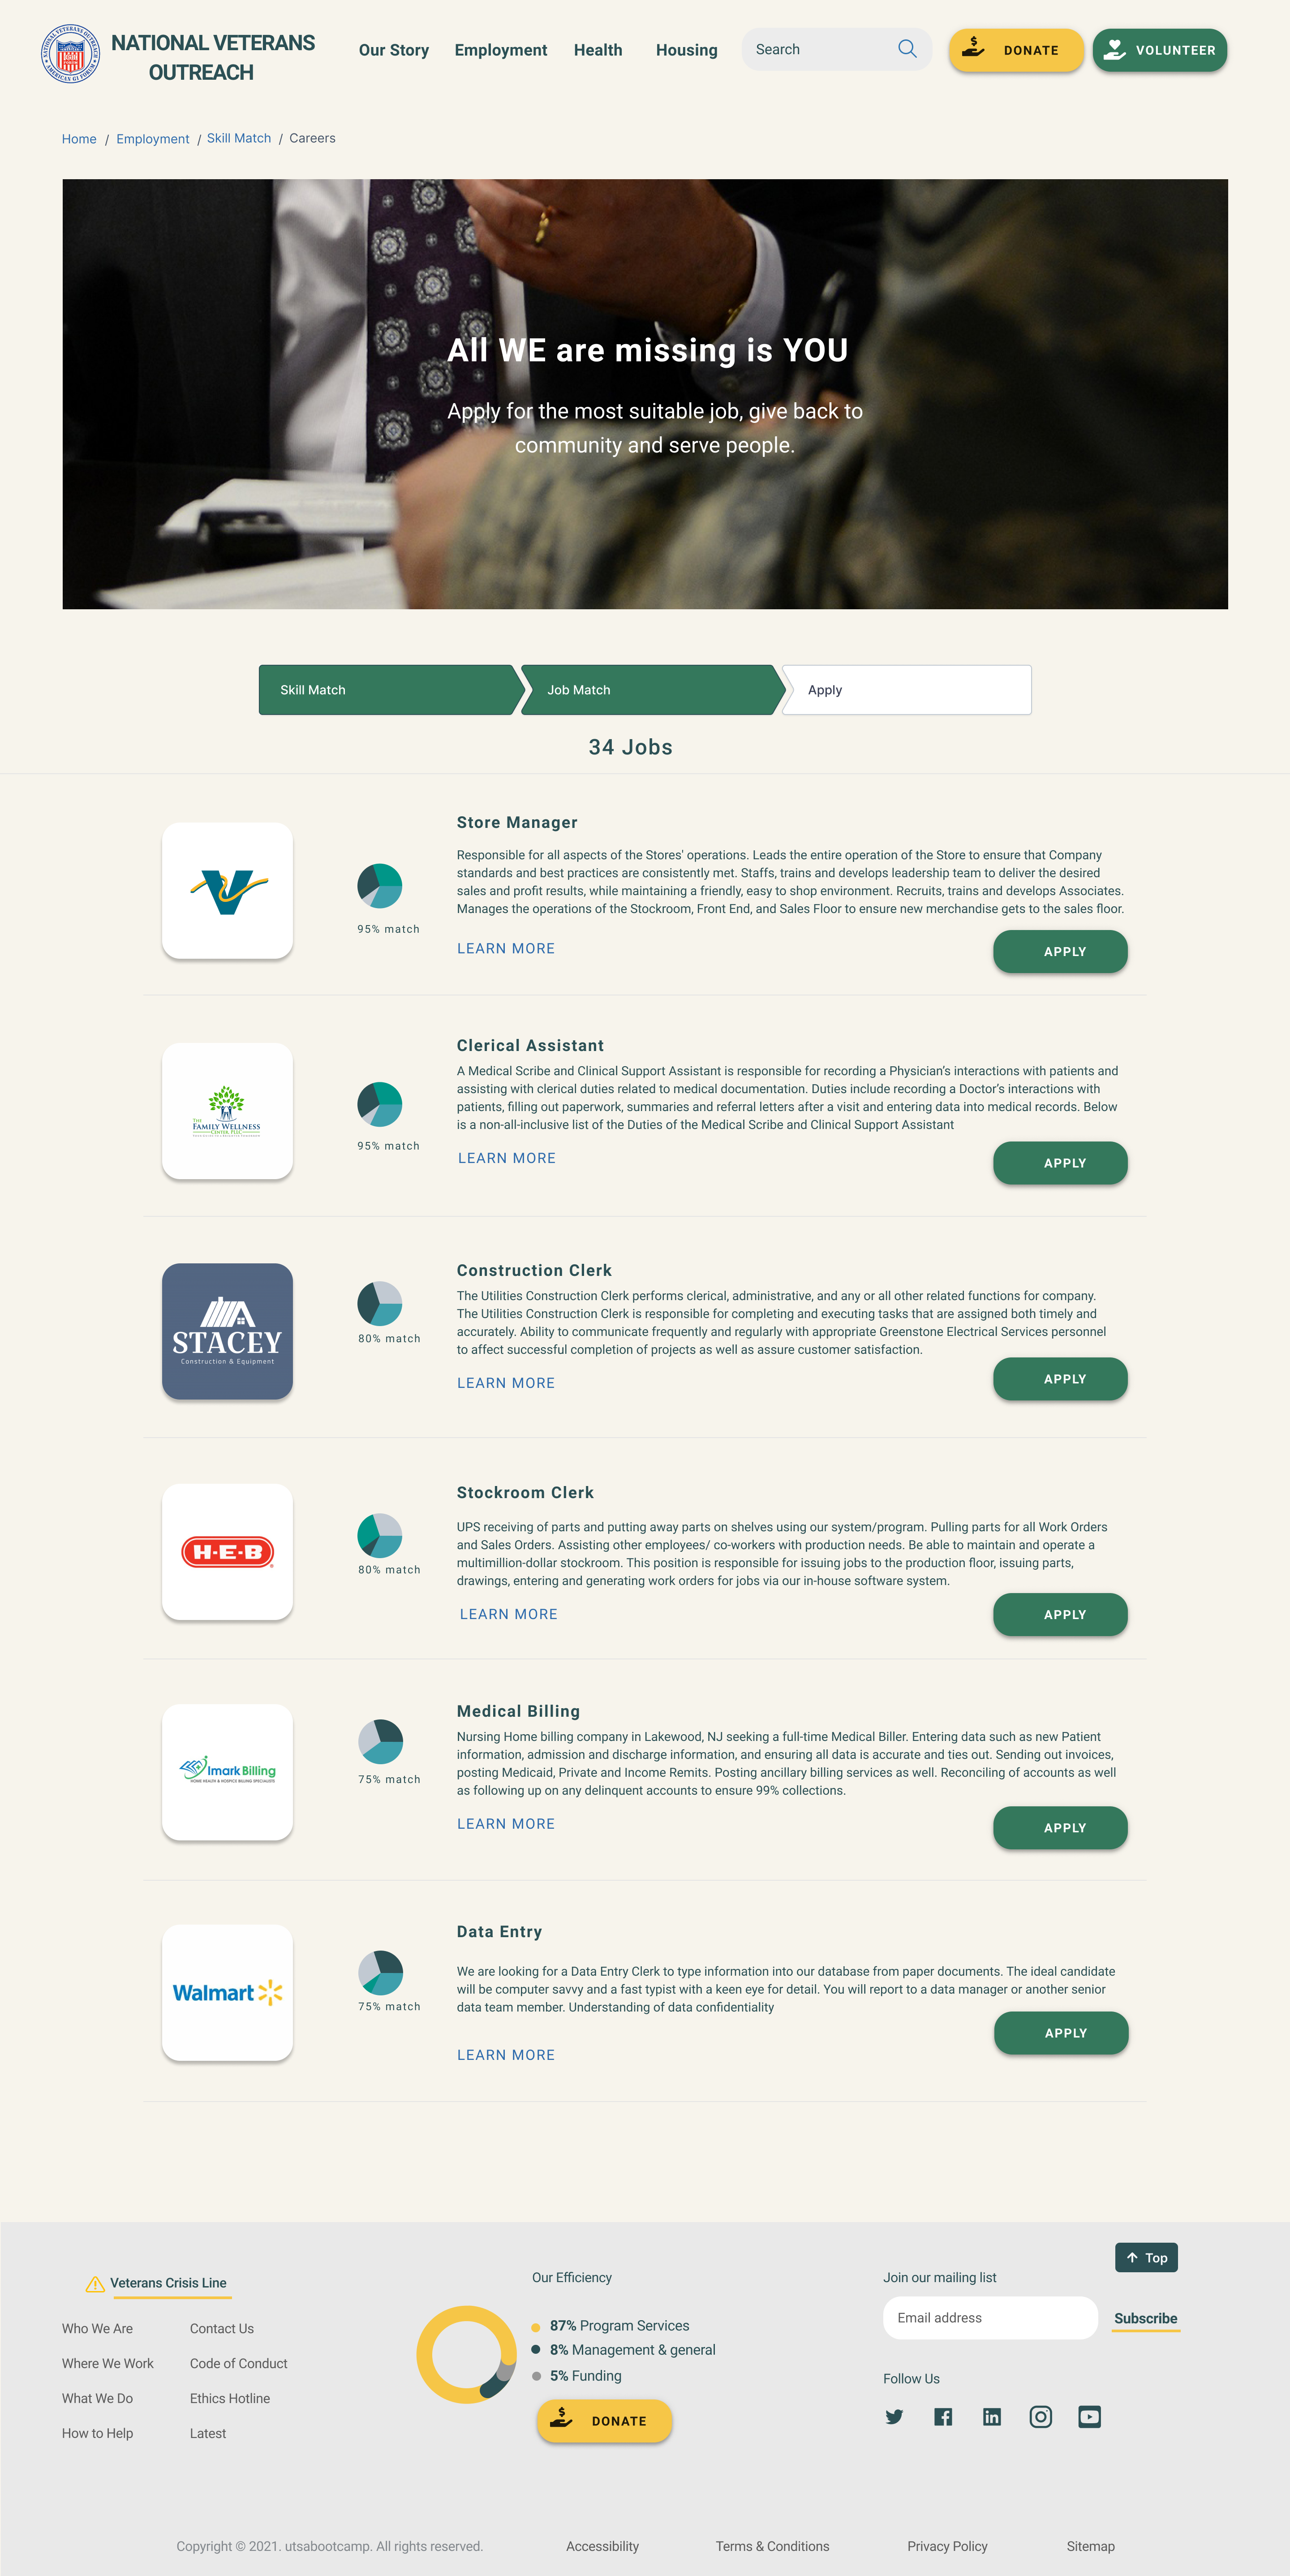 NATIONAL VETERANS OUTREACH
AMERICAN GI FORUM
NATIONAL VETERANS
OUTREACH
Our Story
Employment
Health
Housing
Search
DONATE
VOLUNTEER
Home / Employment / Skill Match / Careers
All WE are missing is YOU
Apply for the most suitable job, give back to
community and serve people.
Skill Match
Job Match
Apply
34 Jobs
V
95% match
Store Manager
Responsible for all aspects of the Stores' operations. Leads the entire operation of the Store to ensure that Company
standards and best practices are consistently met. Staffs, trains and develops leadership team to deliver the desired
sales and profit results, while maintaining a friendly, easy to shop environment. Recruits, trains and develops Associates.
Manages the operations of the Stockroom, Front End, and Sales Floor to ensure new merchandise gets to the sales floor.
LEARN MORE
APPLY
THE
FAMILY WELLNESS
CENTER, PLLC
95% match
Clerical Assistant
A Medical Scribe and Clinical Support Assistant is responsible for recording a Physician’s interactions with patients and
assisting with clerical duties related to medical documentation. Duties include recording a Doctor’s interactions with
patients, filling out paperwork, summaries and referral letters after a visit and entering data into medical records. Below
is a non-all-inclusive list of the Duties of the Medical Scribe and Clinical Support Assistant
LEARN MORE
APPLY
STACEY
Construction & Equipment
80% match
Construction Clerk
The Utilities Construction Clerk performs clerical, administrative, and any or all other related functions for company.
The Utilities Construction Clerk is responsible for completing and executing tasks that are assigned both timely and
accurately. Ability to communicate frequently and regularly with appropriate Greenstone Electrical Services personnel
to affect successful completion of projects as well as assure customer satisfaction.
LEARN MORE
APPLY
H-E-B
80% match
Stockroom Clerk
UPS receiving of parts and putting away parts on shelves using our system/program. Pulling parts for all Work Orders
and Sales Orders. Assisting other employees/ co-workers with production needs. Be able to maintain and operate a
multimillion-dollar stockroom. This position is responsible for issuing jobs to the production floor, issuing parts,
drawings, entering and generating work orders for jobs via our in-house software system.
LEARN MORE
APPLY
Imark Billing
HOME HEALTH & HOSPICE BILLING SPECIALISTS
75% match
Medical Billing
Nursing Home billing company in Lakewood, NJ seeking a full-time Medical Biller. Entering data such as new Patient
information, admission and discharge information, and ensuring all data is accurate and ties out. Sending out invoices,
posting Medicaid, Private and Income Remits. Posting ancillary billing services as well. Reconciling of accounts as well
as following up on any delinquent accounts to ensure 99% collections.
LEARN MORE
APPLY
Walmart
75% match
Data Entry
We are looking for a Data Entry Clerk to type information into our database from paper documents. The ideal candidate
will be computer savvy and a fast typist with a keen eye for detail. You will report to a data manager or another senior
data team member. Understanding of data confidentiality
LEARN MORE
APPLY
Top
Veterans Crisis Line
Who We Are
Contact Us
Where We Work
Code of Conduct
What We Do
Ethics Hotline
How to Help
Latest
Our Efficiency
87% Program Services
8% Management & general
5% Funding
DONATE
Join our mailing list
Email address
Subscribe
Follow Us
Copyright © 2021. utsabootcamp. All rights reserved.
Accessibility
Terms & Conditions
Privacy Policy
Sitemap